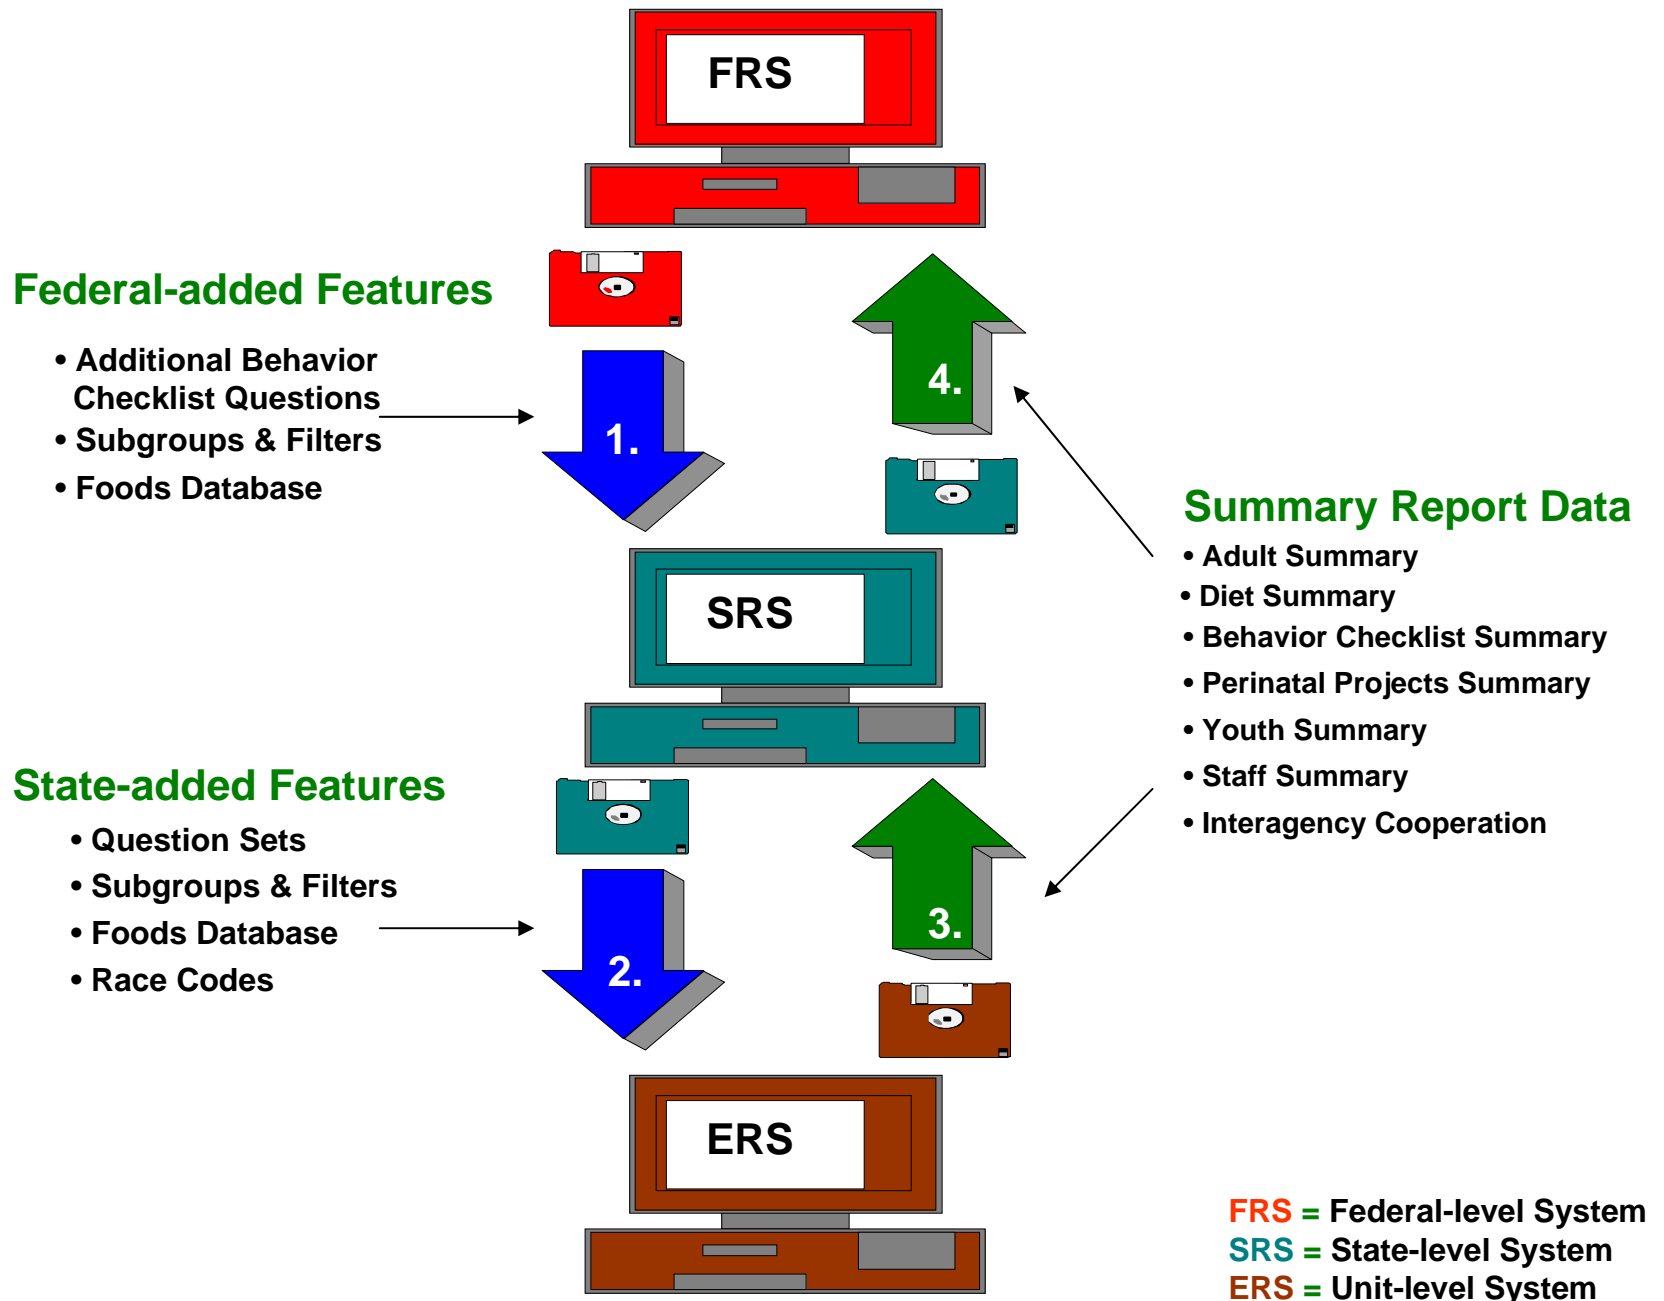 FRS
Federal-added Features
• Additional Behavior
Checklist Questions
• Subgroups & Filters
• Foods Database
1.
4.
SRS
Summary Report Data
• Adult Summary
• Diet Summary
• Behavior Checklist Summary
• Perinatal Projects Summary
• Youth Summary
• Staff Summary
• Interagency Cooperation
State-added Features
• Question Sets
• Subgroups & Filters
• Foods Database
• Race Codes
2.
3.
ERS
FRS = Federal-level System
SRS = State-level System
ERS = Unit-level System